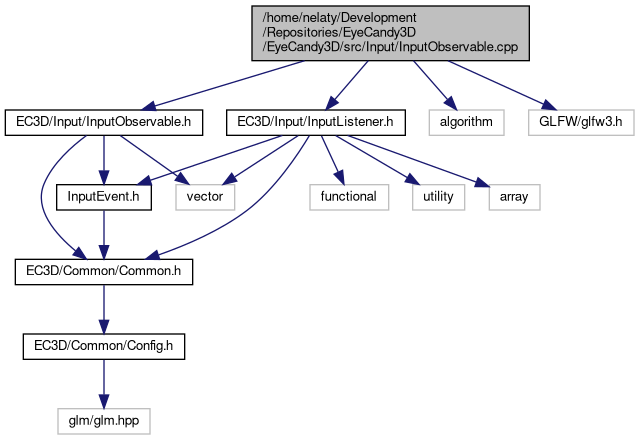 /home/nelaty/Development
/Repositories/EyeCandy3D
/EyeCandy3D/src/Input/InputObservable.cpp
EC3D/Input/InputObservable.h
EC3D/Input/InputListener.h
algorithm
GLFW/glfw3.h
InputEvent.h
vector
functional
utility
array
EC3D/Common/Common.h
EC3D/Common/Config.h
glm/glm.hpp